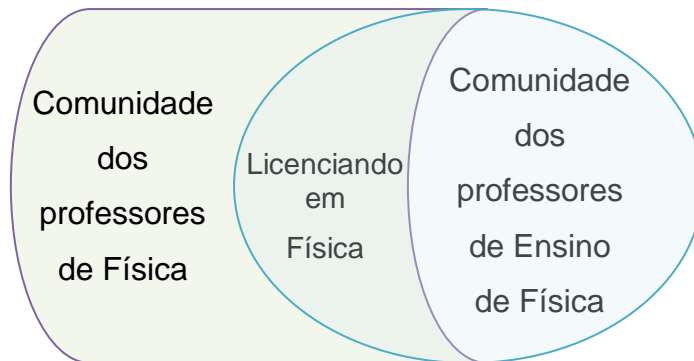 Comunidade
dos
professores
de Física
Licenciando
em
Física
Comunidade
dos
professores
de Ensino
de Física